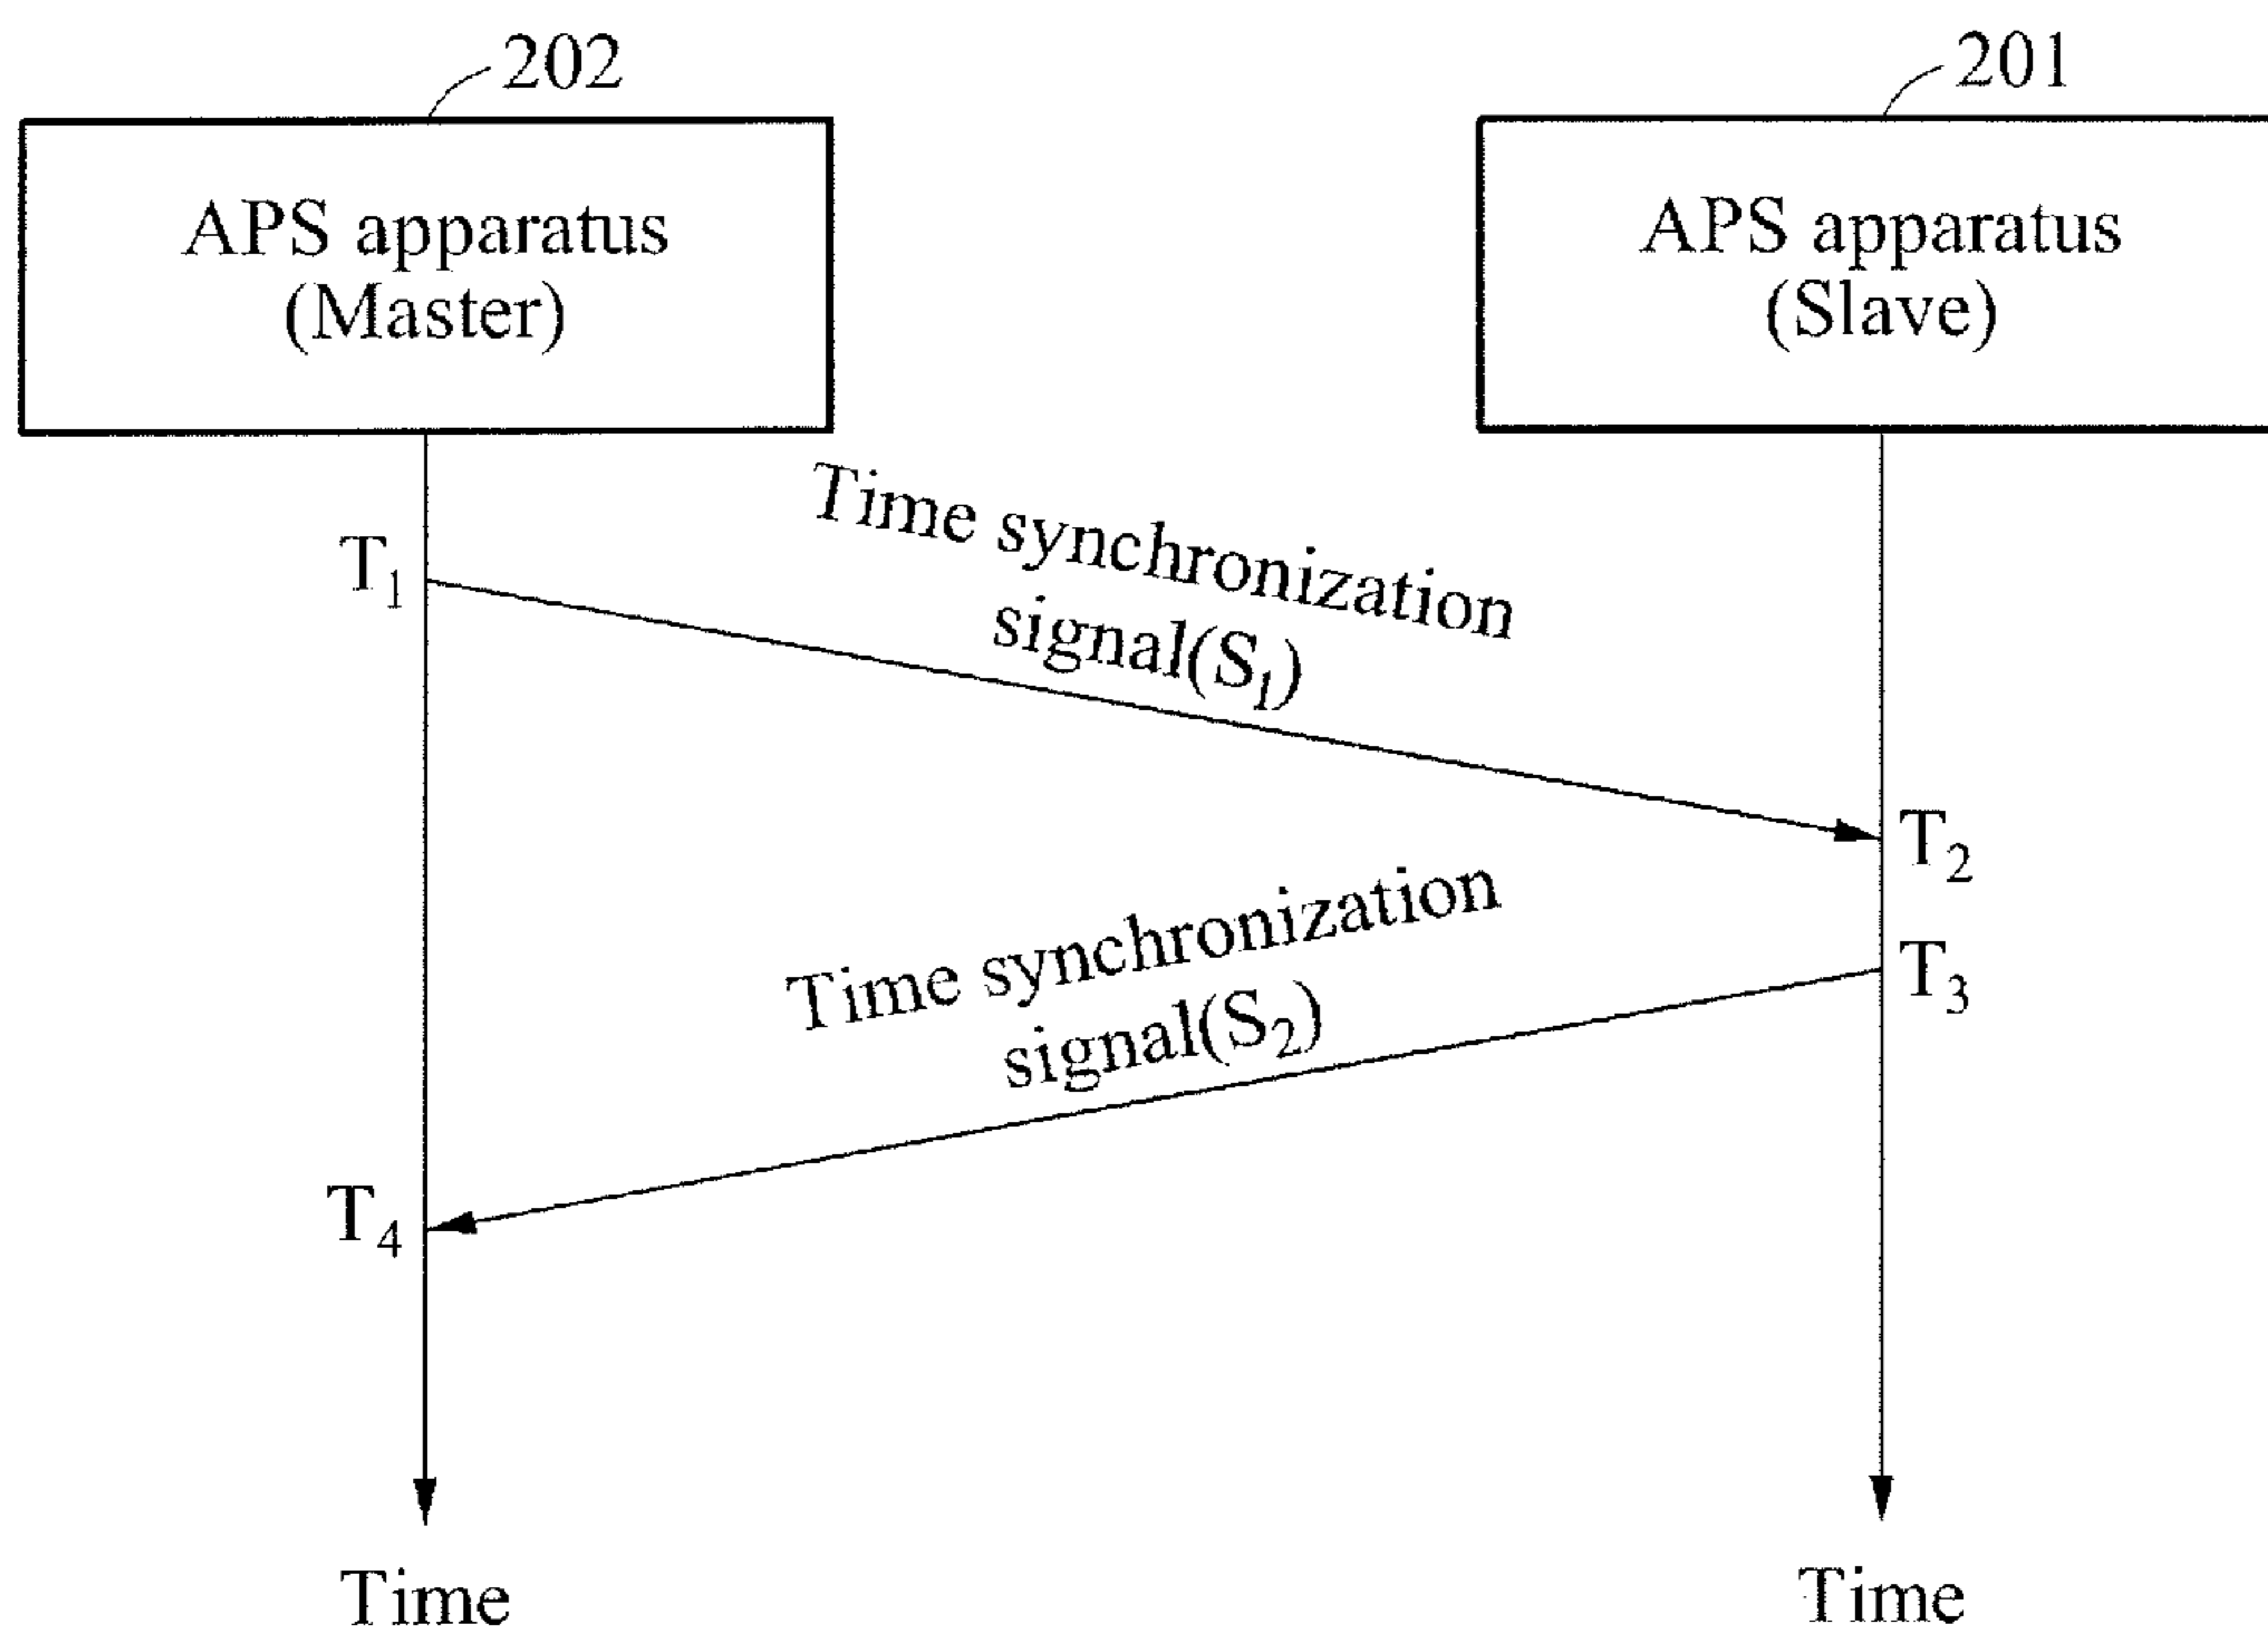 202
201
APS apparatus
(Master)
APS apparatus
(Slave)
Time synchronization
signal(S₁)
T₁
T₂
Time synchronization
signal(S₂)
T₃
T₄
Time
Time